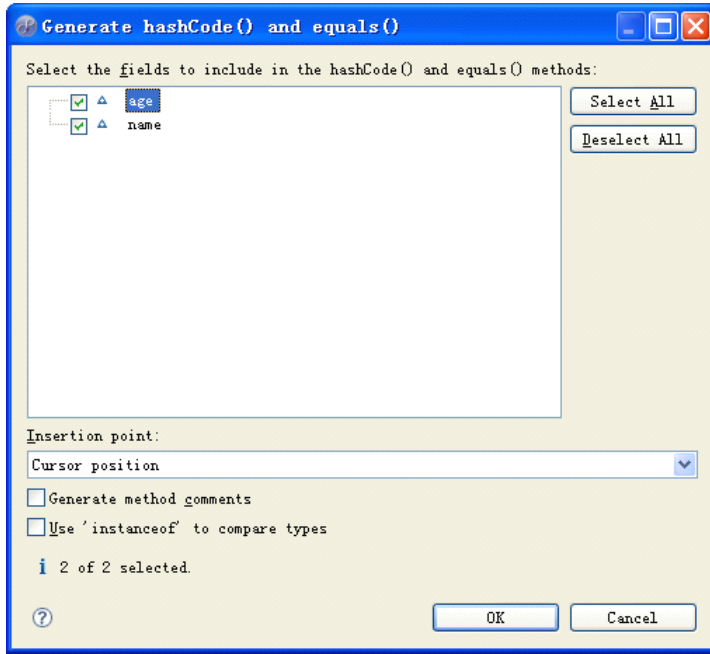 Generate hashCode() and equals()
Select the fields to include in the hashCode() and equals() methods:
age
name
Select All
Deselect All
Insertion point:
Cursor position
Generate method comments
Use 'instanceof' to compare types
i 2 of 2 selected.
?
OK
Cancel